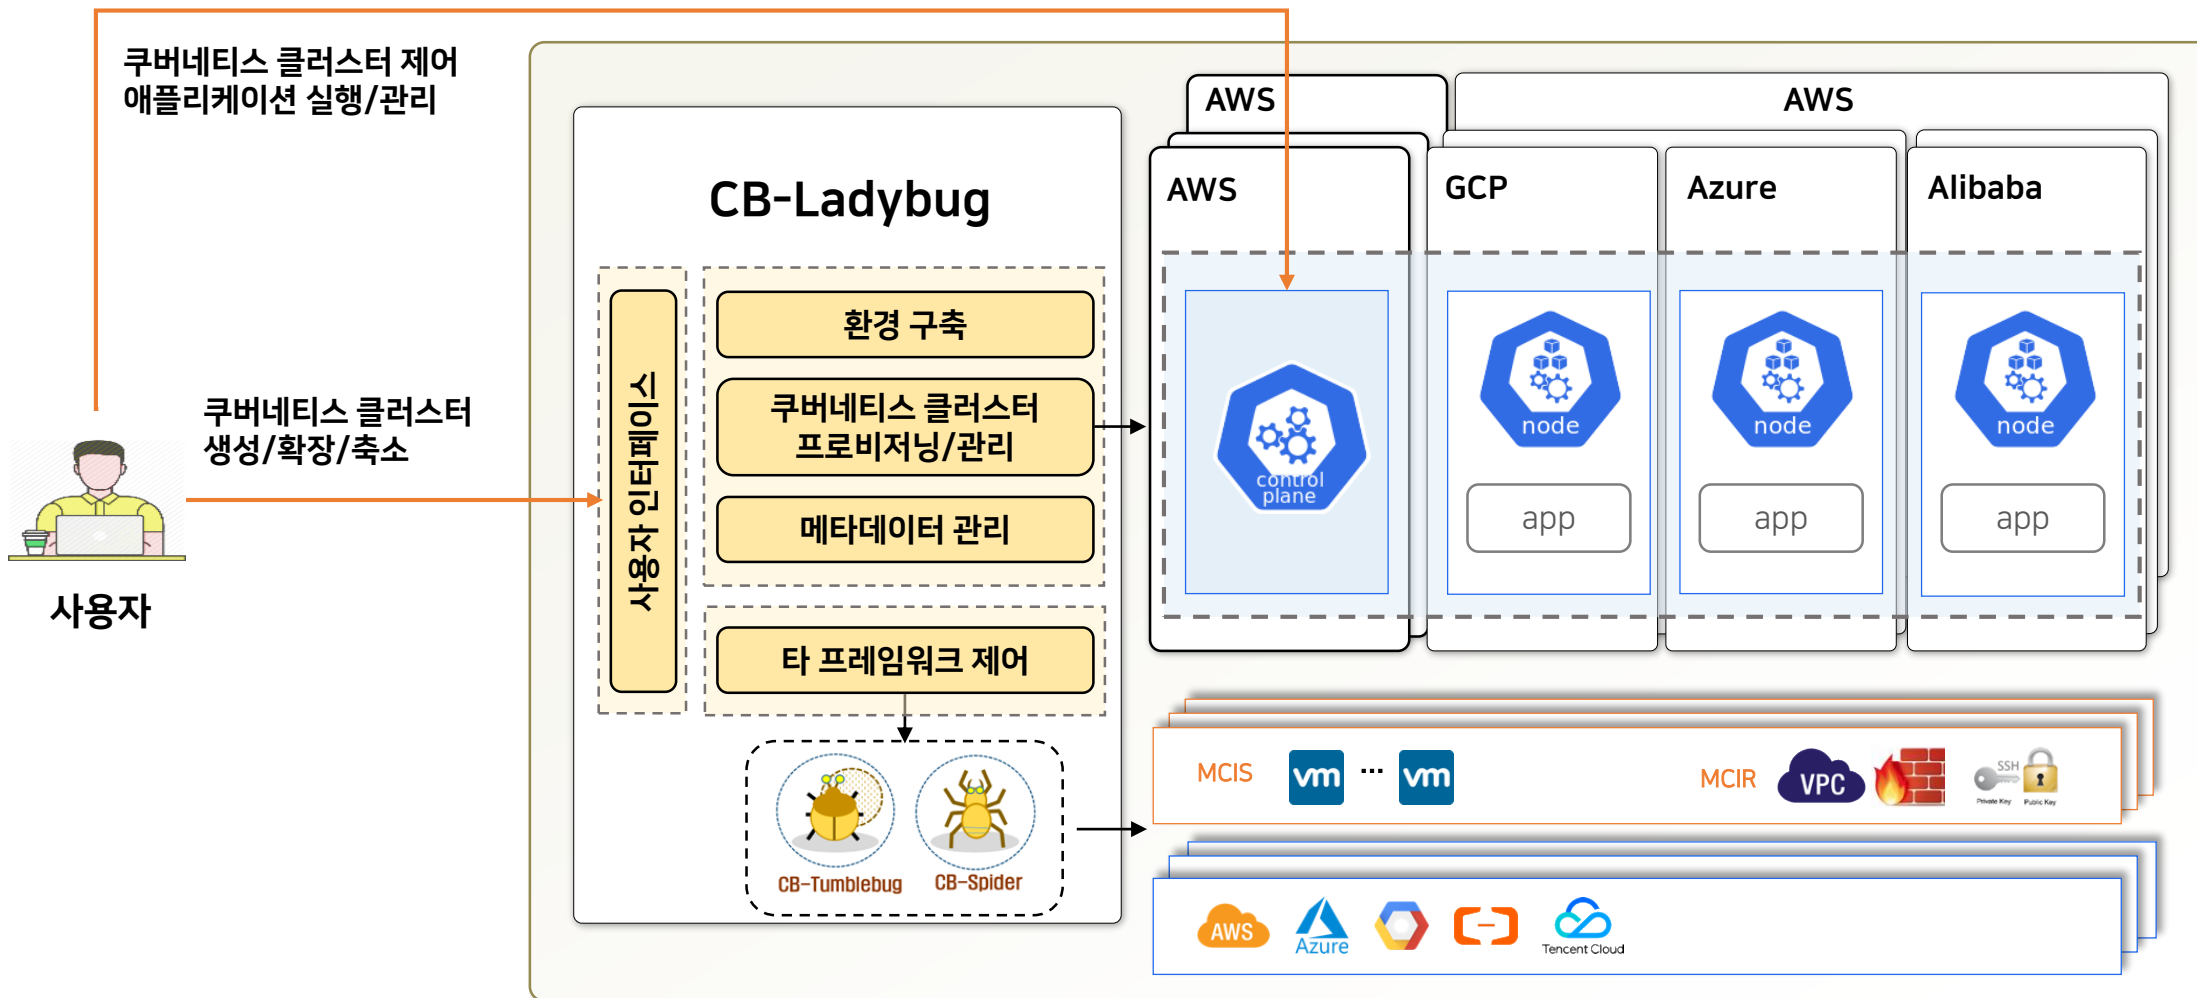 쿠버네티스 클러스터 제어
애플리케이션 실행/관리
쿠버네티스 클러스터
생성/확장/축소
사용자
CB-Ladybug
사용자 인터페이스
환경 구축
쿠버네티스 클러스터
프로비저닝/관리
메타데이터 관리
타 프레임워크 제어
CB-Tumblebug
CB-Spider
AWS
AWS
AWS
GCP
Azure
Alibaba
control
plane
node
node
node
app
app
app
MCIS
vm
...
vm
MCIR
VPC
SSH
Private Key
Public Key
AWS
Azure
Tencent Cloud